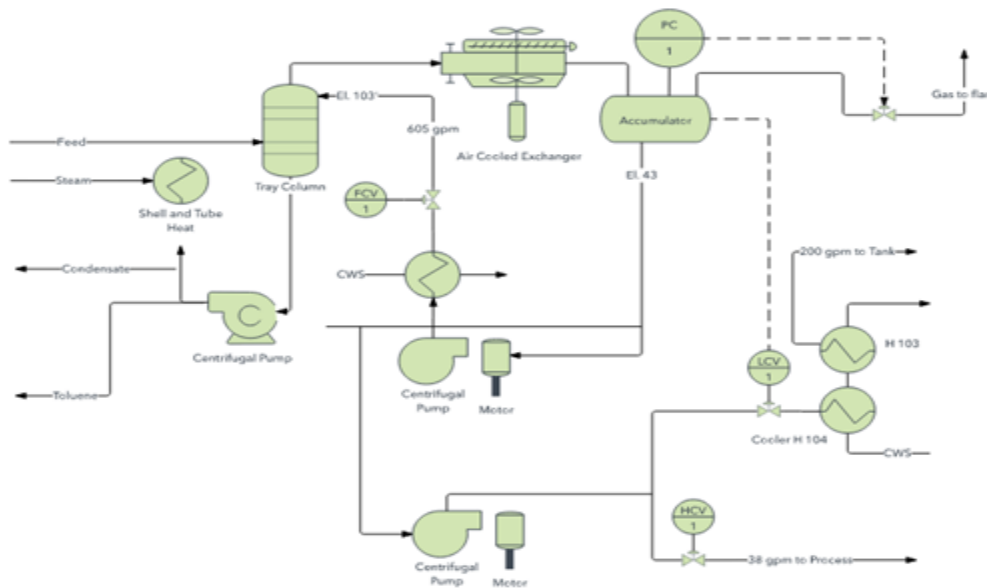 PC
1
Gas to fla
El. 103'
605 gpm
Accumulator
Feed
Air Cooled Exchanger
El. 43
Steam
Tray Column
FCV
1
Shell and Tube
Heat
200 gpm to Tank
Condensate
CWS
C
H 103
Centrifugal Pump
LCV
1
Toluene
Centrifugal
Pump
Motor
Cooler H 104
CWS
HCV
1
Centrifugal
Pump
Motor
38 gpm to Process